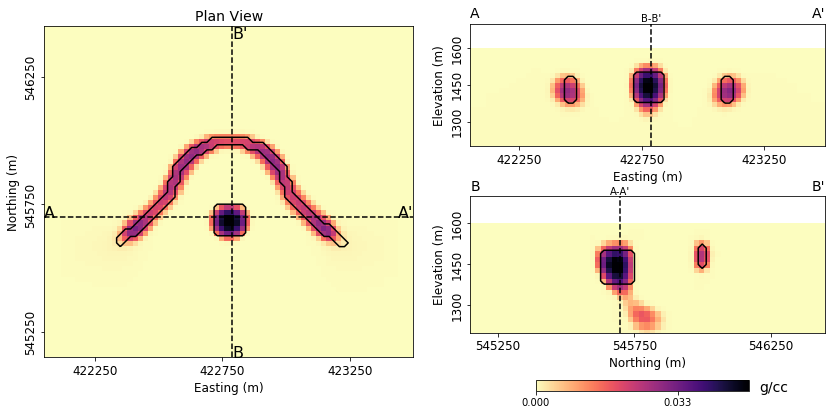 Plan View
B'
546250
545750
545250
Northing (m)
A
A'
B
422250
422750
423250
Easting (m)
A
B-B'
A'
1600
1450
1300
Elevation (m)
422250
422750
423250
Easting (m)
B
A-A'
B'
1600
1450
1300
Elevation (m)
545250
545750
546250
Northing (m)
g/cc
0.000
0.033